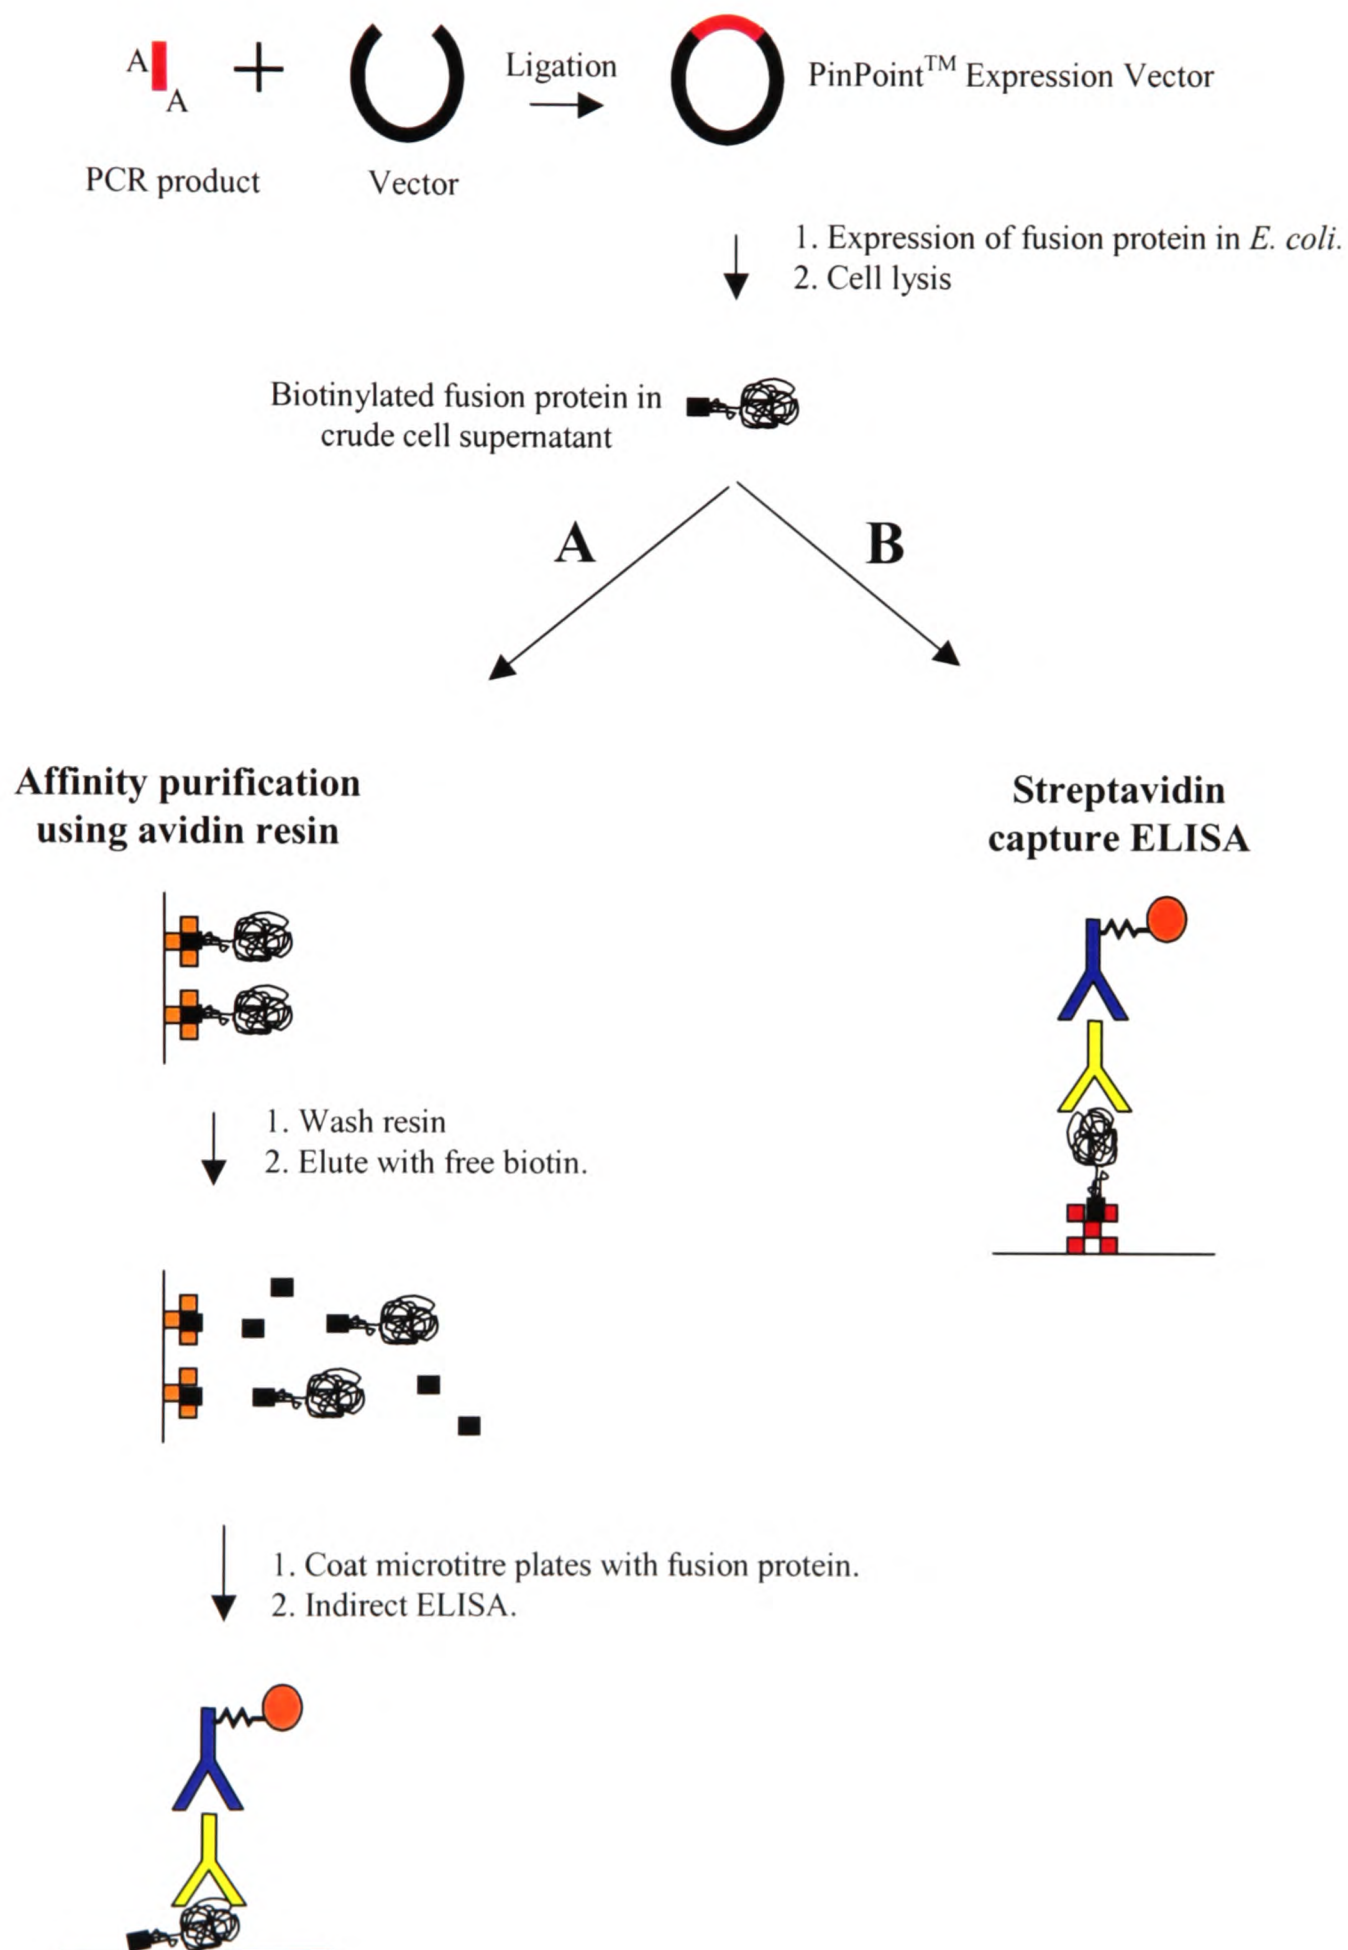 A
A
Ligation
PinPoint™ Expression Vector
PCR product
Vector
1. Expression of fusion protein in E. coli.
2. Cell lysis
Biotinylated fusion protein in
crude cell supernatant
A
B
Affinity purification
using avidin resin
Streptavidin
capture ELISA
1. Wash resin
2. Elute with free biotin.
1. Coat microtitre plates with fusion protein.
2. Indirect ELISA.